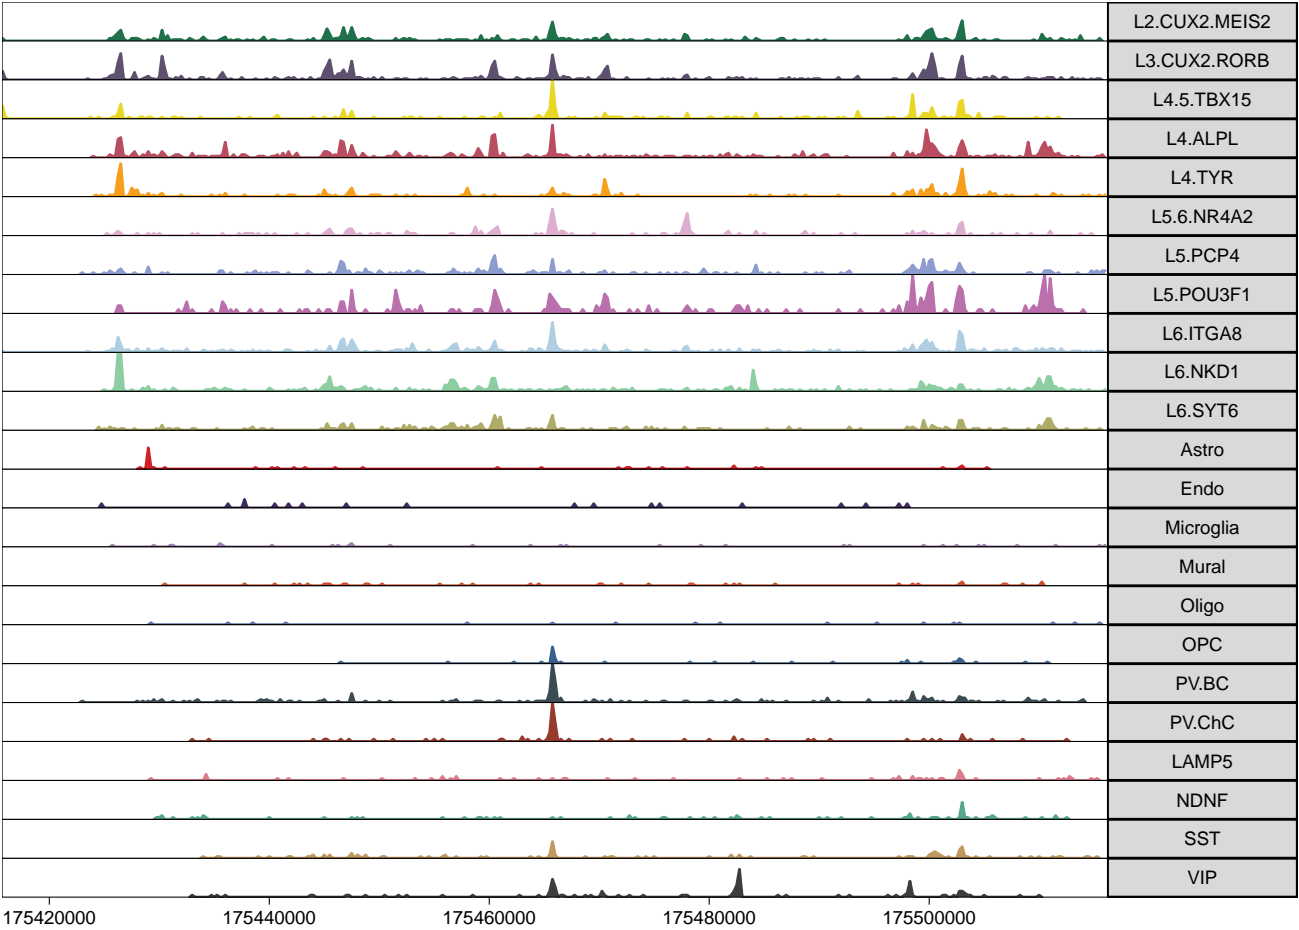 L2.CUX2.MEIS2
L3.CUX2.RORB
L4.5.TBX15
L4.ALPL
L4.TYR
L5.6.NR4A2
L5.PCP4
L5.POU3F1
L6.ITGA8
L6.NKD1
L6.SYT6
Astro
Endo
Microglia
Mural
Oligo
OPC
PV.BC
PV.ChC
LAMP5
NDNF
SST
VIP
175420000 175440000 175460000 175480000 175500000